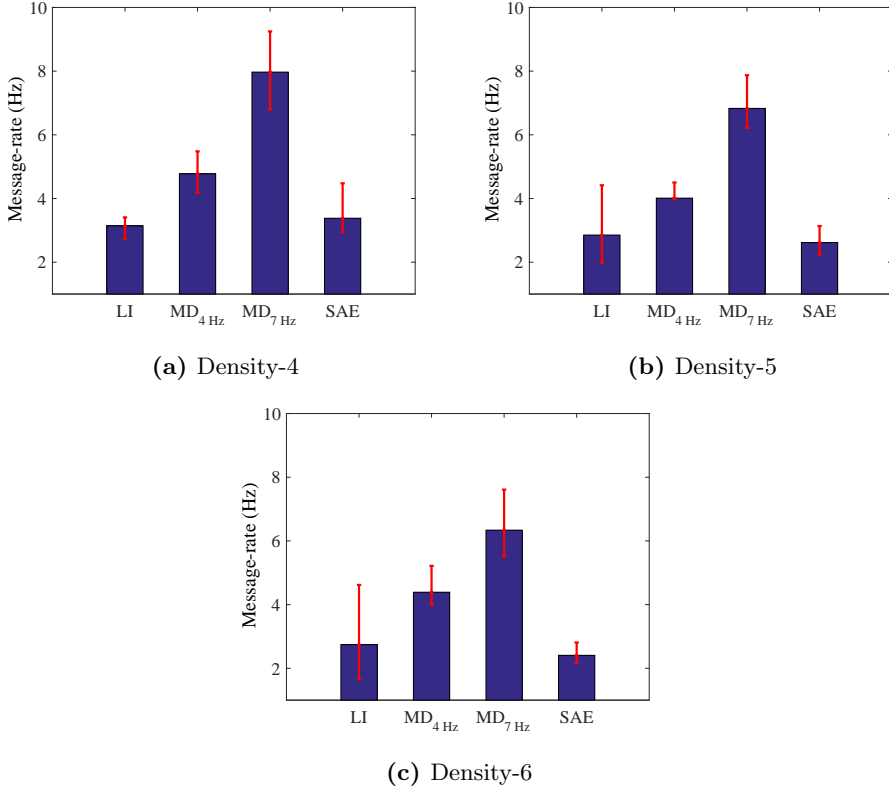 10
8
6
4
2
Message-rate (Hz)
LI MD4 Hz MD7 Hz SAE
(a) Density-4
10
8
6
4
2
Message-rate (Hz)
LI MD4 Hz MD7 Hz SAE
(b) Density-5
10
8
6
4
2
Message-rate (Hz)
LI MD4 Hz MD7 Hz SAE
(c) Density-6